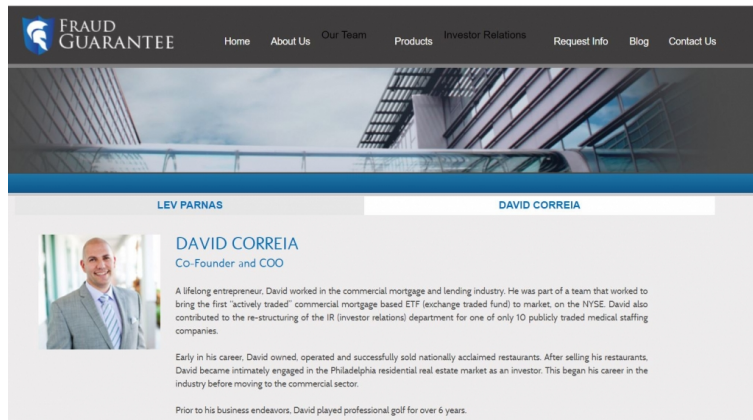 FRAUD
GUARANTEE
Home About Us Our Team Products Investor Relations Request Info Blog Contact Us
LEV PARNAS DAVID CORREIA
DAVID CORREIA
Co-Founder and COO
A lifelong entrepreneur, David worked in the commercial mortgage and lending industry. He was part of a team that worked to
bring the first "actively traded" commercial mortgage based ETF (exchange traded fund) to market, on the NYSE. David also
contributed to the re-structuring of the IR (investor relations) department for one of only 10 publicly traded medical staffing
companies.
Early in his career, David owned, operated and successfully sold nationally acclaimed restaurants. After selling his restaurants,
David became intimately engaged in the Philadelphia residential real estate market as an investor. This began his career in the
industry before moving to the commercial sector.
Prior to his business endeavors, David played professional golf for over 6 years.